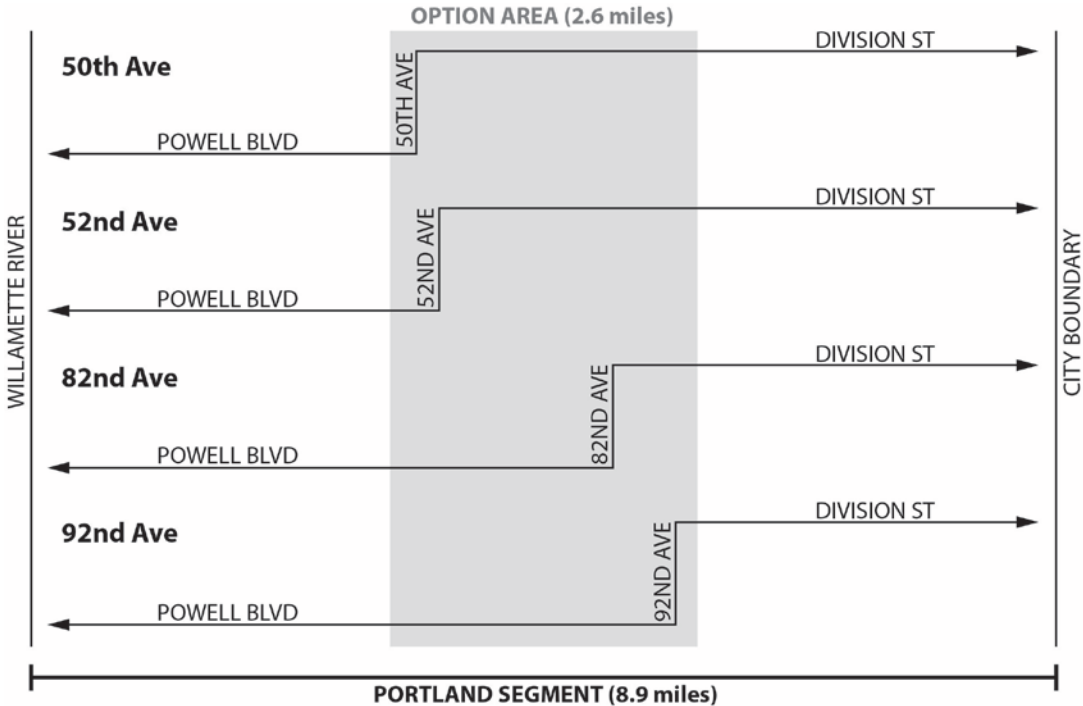 OPTION AREA (2.6 miles)
50th Ave
50TH AVE
DIVISION ST
POWELL BLVD
52nd Ave
52ND AVE
DIVISION ST
POWELL BLVD
82nd Ave
82ND AVE
DIVISION ST
POWELL BLVD
92nd Ave
92ND AVE
DIVISION ST
POWELL BLVD
WILLAMETTE RIVER
CITY BOUNDARY
PORTLAND SEGMENT (8.9 miles)